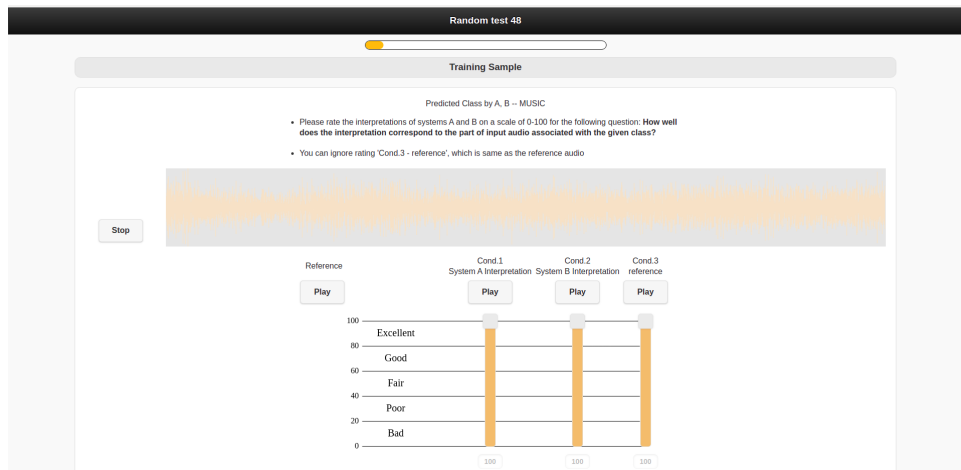 Random test 48
Training Sample
Predicted Class by A, B -- MUSIC
• Please rate the interpretations of systems A and B on a scale of 0-100 for the following question: How well
does the interpretation correspond to the part of input audio associated with the given class?
• You can ignore rating 'Cond.3 - reference', which is same as the reference audio
Stop
Reference
Cond.1
System A Interpretation
Cond.2
System B Interpretation
Cond.3
reference
Play
Play
Play
Play
100
Excellent
80
Good
60
Fair
40
Poor
20
Bad
0
100
100
100